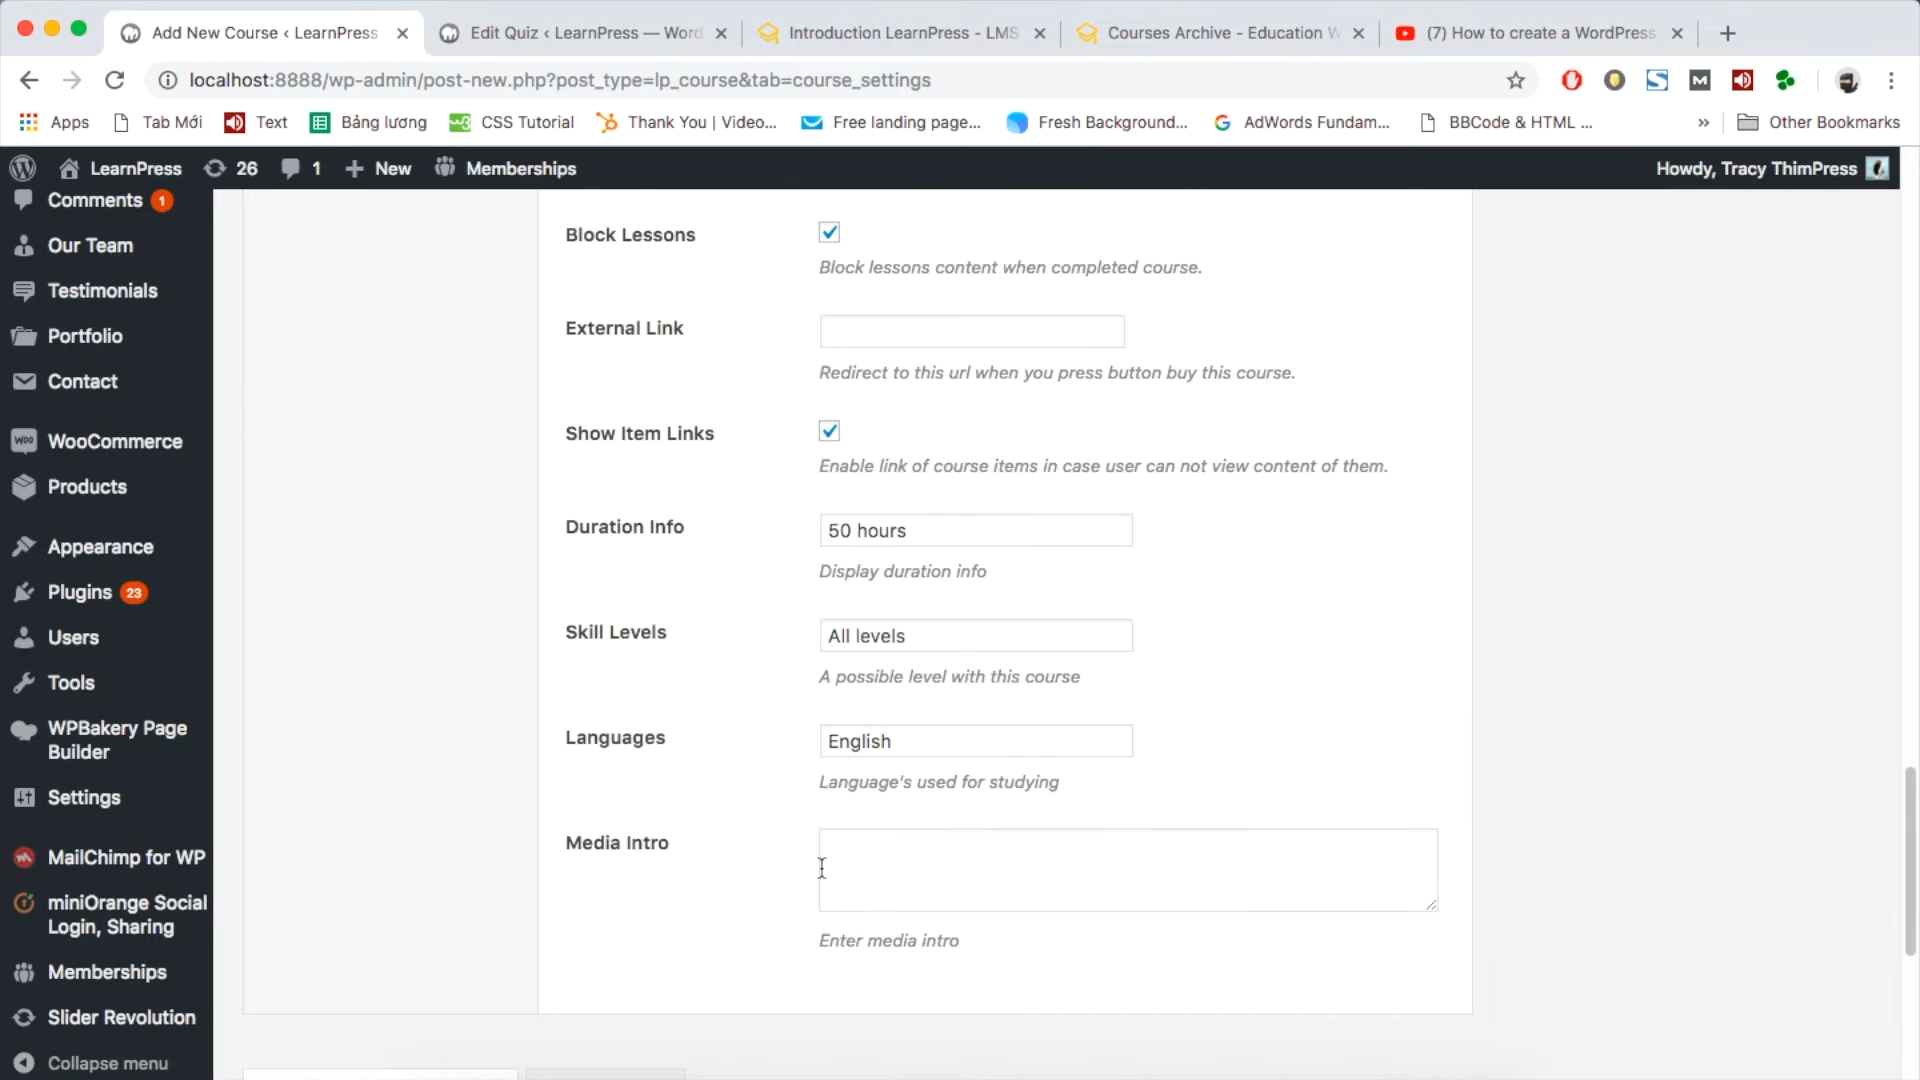 Add New Course ‹ LearnPress
Edit Quiz ‹ LearnPress — Word
Introduction LearnPress - LMS
Courses Archive - Education W
(7) How to create a WordPress
localhost:8888/wp-admin/post-new.php?post_type=lp_course&tab=course_settings
Apps
Tab Mới
Text
Bảng lương
CSS Tutorial
Thank You | Video...
Free landing page...
Fresh Background...
AdWords Fundam...
BBCode & HTML ...
»
Other Bookmarks
LearnPress
26
1
New
Memberships
Howdy, Tracy ThimPress
Comments 1
Our Team
Testimonials
Portfolio
Contact
WooCommerce
Products
Appearance
Plugins 23
Users
Tools
WPBakery Page
Builder
Settings
MailChimp for WP
miniOrange Social
Login, Sharing
Memberships
Slider Revolution
Collapse menu
Block Lessons
Block lessons content when completed course.
External Link
Redirect to this url when you press button buy this course.
Show Item Links
Enable link of course items in case user can not view content of them.
Duration Info
50 hours
Display duration info
Skill Levels
All levels
A possible level with this course
Languages
English
Language's used for studying
Media Intro
Enter media intro